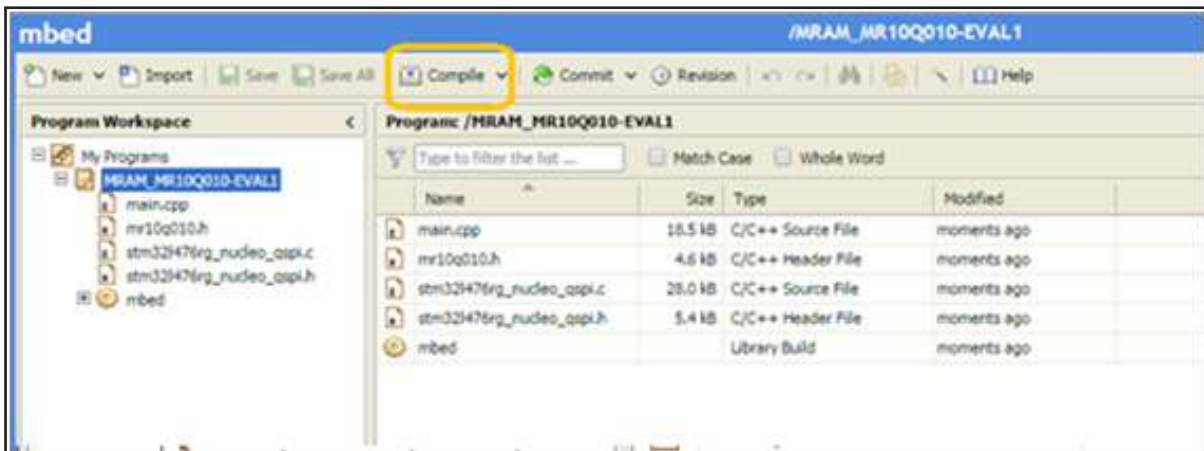 mbed /MRAM_MR10Q010-EVAL1
New Import Save Save All Compile Commit Revision Help
Program Workspace <
Program: /MRAM_MR10Q010-EVAL1
My Programs
Type to filter the list ... Match Case Whole Word
MRAM_MR10Q010-EVAL1
Name Size Type Modified
main.cpp
mr10q010.h
stm32l476rg_nucleo_qspi.c
stm32l476rg_nucleo_qspi.h
mbed
main.cpp 18.5 kB C/C++ Source File moments ago
mr10q010.h 4.6 kB C/C++ Header File moments ago
stm32l476rg_nucleo_qspi.c 28.0 kB C/C++ Source File moments ago
stm32l476rg_nucleo_qspi.h 5.4 kB C/C++ Header File moments ago
mbed Library Build moments ago